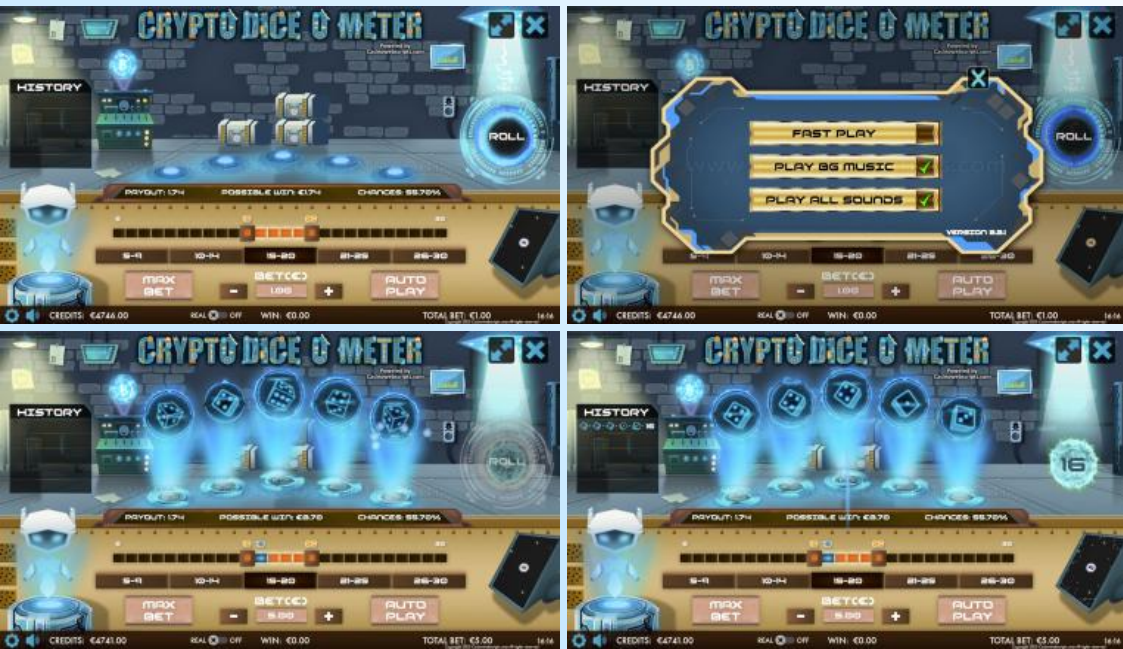 CRYPTO DICE O METER
Powered by
HISTORY
ROLL
PAYOUT: 1.74 POSSIBLE WIN: €1.74 CHANCES: 55.70%
5-9 10-14 15-20 21-25 26-30
MAX BET
BET(€)
- 1.00 +
AUTO PLAY
CREDITS: €4746.00 REAL OFF WIN: €0.00 TOTAL BET: €1.00 16:16
CRYPTO DICE O METER
Powered by
HISTORY
X
FAST PLAY
PLAY BG MUSIC
PLAY ALL SOUNDS
ROLL
MAX BET
BET(€)
- 1.00 +
AUTO PLAY
CREDITS: €4746.00 REAL OFF WIN: €0.00 TOTAL BET: €1.00 16:16
CRYPTO DICE O METER
Powered by
HISTORY
ROLL
PAYOUT: 1.74 POSSIBLE WIN: €8.70 CHANCES: 55.70%
5-9 10-14 15-20 21-25 26-30
MAX BET
BET(€)
- 5.00 +
AUTO PLAY
CREDITS: €4741.00 REAL OFF WIN: €0.00 TOTAL BET: €5.00 16:16
CRYPTO DICE O METER
Powered by
HISTORY
16
16
PAYOUT: 1.74 POSSIBLE WIN: €8.70 CHANCES: 55.70%
5-9 10-14 15-20 21-25 26-30
MAX BET
BET(€)
- 5.00 +
AUTO PLAY
CREDITS: €4741.00 REAL OFF WIN: €0.00 TOTAL BET: €5.00 16:16